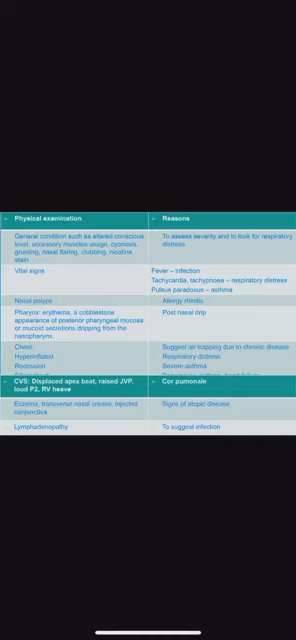 Physical examination
Reasons
General condition such as altered conscious
level, accessory muscles usage, cyanosis,
grunting, nasal flaring, clubbing, nicotine
stain
To assess severity and to look for respiratory
distress
Vital signs
Fever – infection
Tachycardia, tachypnoea – respiratory distress
Pulsus paradoxus – asthma
Nasal polyps
Allergy rhinitis
Pharynx: erythema, a cobblestone
appearance of posterior pharyngeal mucosa
or mucoid secretions dripping from the
nasopharynx.
Post nasal drip
Chest:
Hyperinflated
Recession
Suggest air trapping due to chronic disease
Respiratory distress
Severe asthma
CVS: Displaced apex beat, raised JVP,
loud P2, RV heave
Cor pumonale
Eczema, transverse nasal crease, injected
conjunctiva
Signs of atopic disease
Lymphadenopathy
To suggest infection